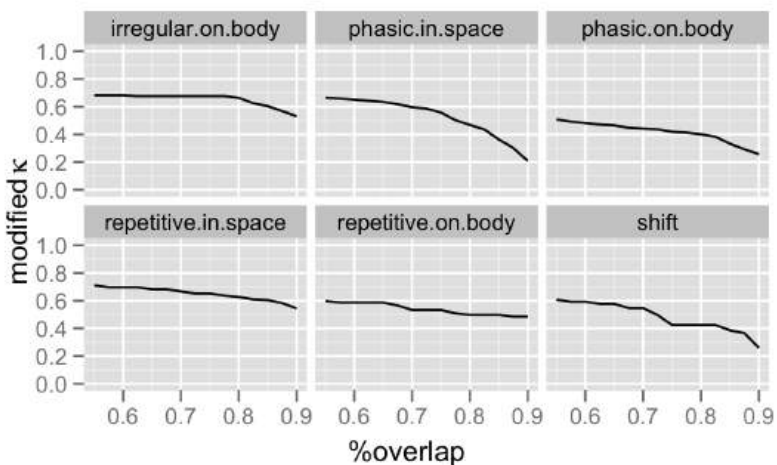 irregular.on.body phasic.in.space phasic.on.body
1.0
0.8
0.6
0.4
0.2
0.0
repetitive.in.space repetitive.on.body shift
1.0
0.8
0.6
0.4
0.2
0.0
modified κ
0.6 0.7 0.8 0.9 0.6 0.7 0.8 0.9 0.6 0.7 0.8 0.9
%overlap